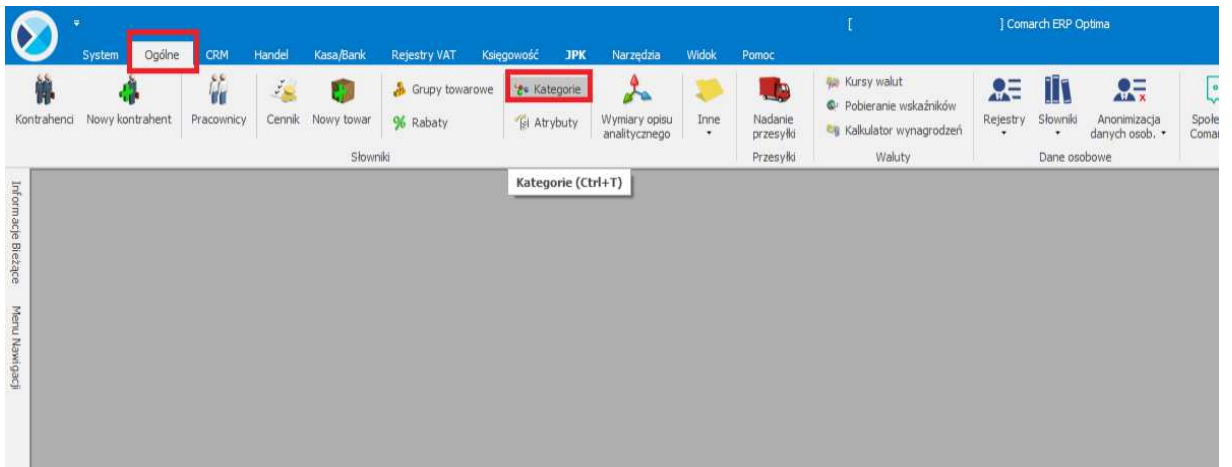 [ ] Comarch ERP Optima
System Ogólne CRM Handel Kasa/Bank Rejestry VAT Księgowość JPK Narzędzia Widok Pomoc
Kontrahenci
Nowy kontrahent
Pracownicy
Cennik
Nowy towar
Grupy towarowe
% Rabaty
Kategorie
Atrybuty
Wymiary opisu
analitycznego
Inne
Słowniki
Nadanie
przesyłki
Przesyłki
Kursy walut
Pobieranie wskaźników
Kalkulator wynagrodzeń
Waluty
Rejestry
Słowniki
Anonimizacja
danych osob.
Dane osobowe
Społe
Comar
Kategorie (Ctrl+T)
Informacje Bieżące
Menu Nawigacji